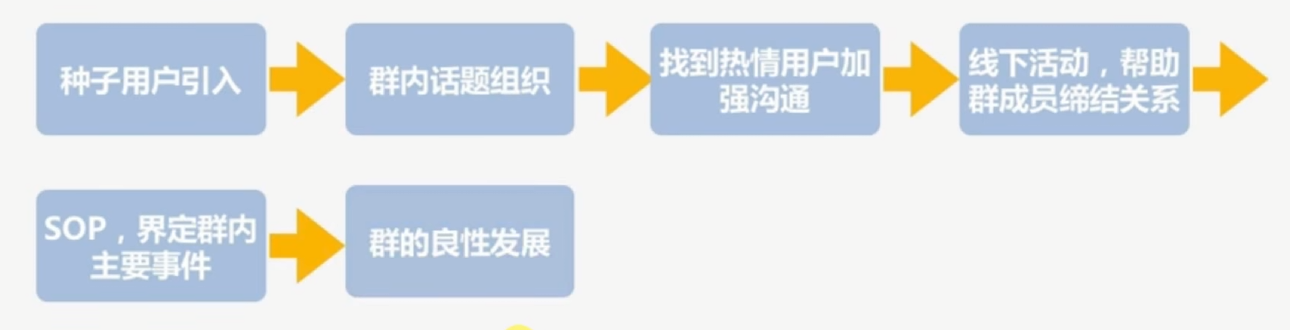 种子用户引入
群内话题组织
找到热情用户加
强沟通
线下活动，帮助
群成员缔结关系
SOP，界定群内
主要事件
群的良性发展